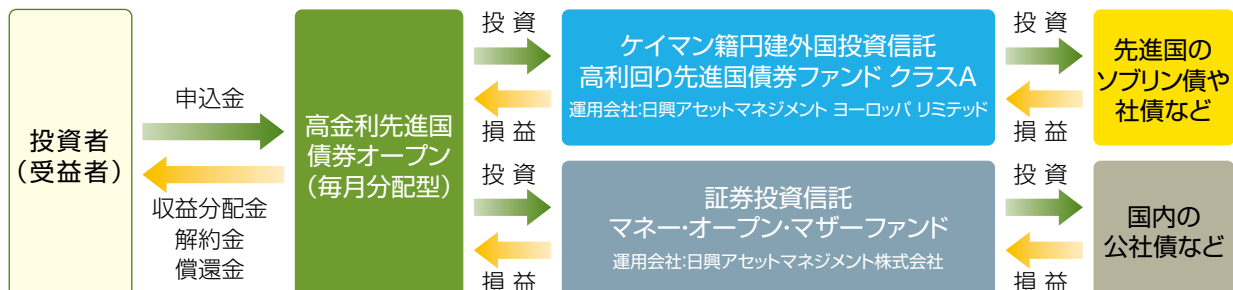 投資者
（受益者）
申込金
収益分配金
解約金
償還金
高金利先進国
債券オープン
（毎月分配型）
投 資
損 益
ケイマン籍円建外国投資信託
高利回り先進国債券ファンド クラスA
運用会社:日興アセットマネジメント ヨーロッパ リミテッド
投 資
損 益
先進国の
ソブリン債や
社債など
投 資
損 益
証券投資信託
マネー・オープン・マザーファンド
運用会社:日興アセットマネジメント株式会社
投 資
損 益
国内の
公社債など